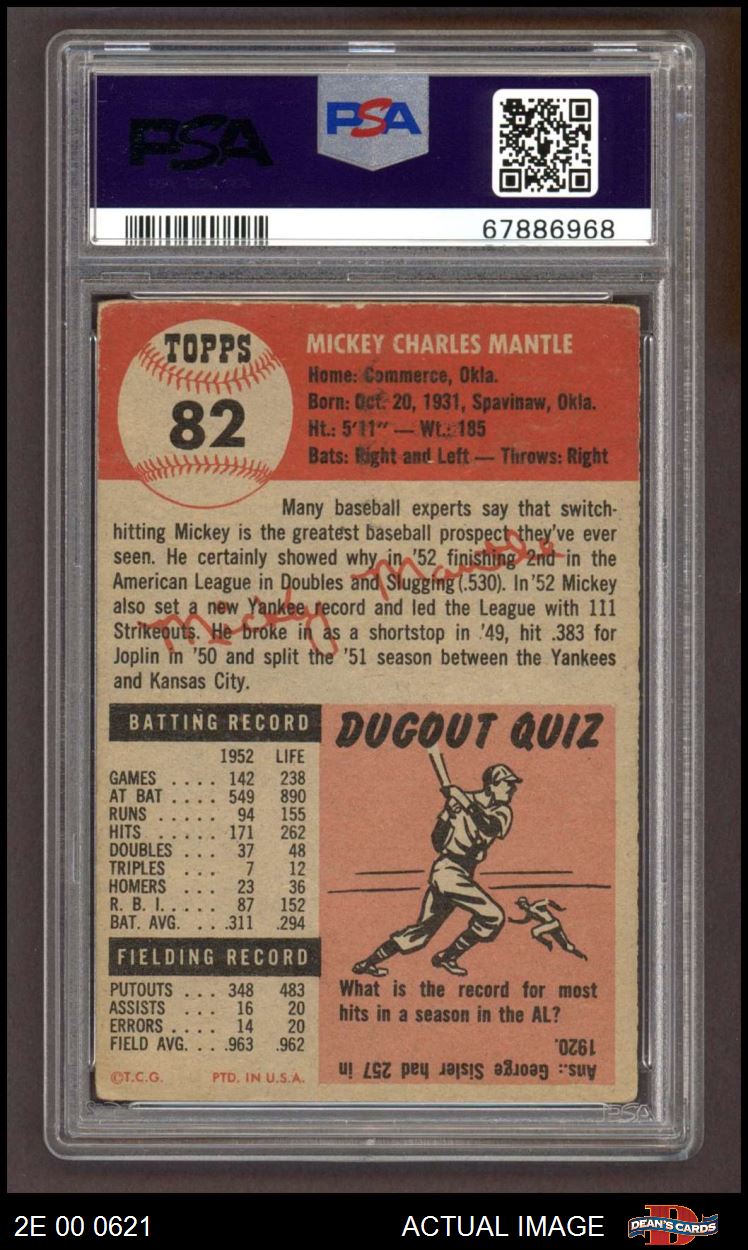 PSA
PSA
67886968
TOPPS
82
MICKEY CHARLES MANTLE
Home: Commerce, Okla.
Born: Oct. 20, 1931, Spavinaw, Okla.
Ht.: 5'11" — Wt.: 185
Bats: Right and Left — Throws: Right
Many baseball experts say that switch-
hitting Mickey is the greatest baseball prospect they've ever
seen. He certainly showed why in '52 finishing 2nd in the
American League in Doubles and Slugging (.530). In '52 Mickey
also set a new Yankee record and led the League with 111
Strikeouts. He broke in as a shortstop in '49, hit .383 for
Joplin in '50 and split the '51 season between the Yankees
and Kansas City.
Micky Mantle
BATTING RECORD
1952 LIFE
GAMES .... 142 238
AT BAT .... 549 890
RUNS ..... 94 155
HITS ..... 171 262
DOUBLES ... 37 48
TRIPLES ... 7 12
HOMERS ... 23 36
R. B. I. .... 87 152
BAT. AVG. ... .311 .294
FIELDING RECORD
PUTOUTS ... 348 483
ASSISTS ... 16 20
ERRORS .... 14 20
FIELD AVG. ... .963 .962
©T.C.G. PTD. IN U.S.A.
DUGOUT QUIZ
What is the record for most
hits in a season in the AL?
Ans.: George Sisler had 257 in
1920.
PSA
2E 00 0621 ACTUAL IMAGE
D
DEAN'S CARDS